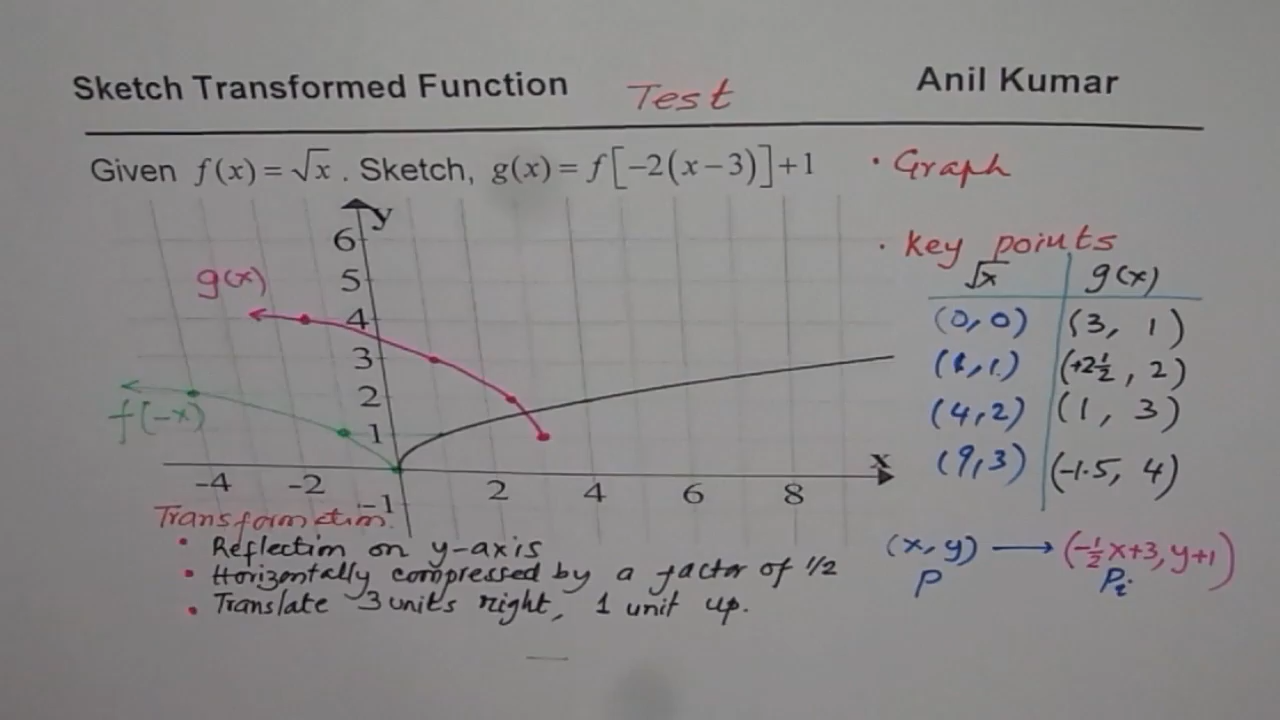 Sketch Transformed Function Test Anil Kumar
Given f(x) = √x . Sketch, g(x) = f[−2(x−3)]+1
• Graph
• Key points
√x g(x)
(0, 0) (3, 1)
(1, 1) (+2½, 2)
(4, 2) (1, 3)
(9, 3) (-1.5, 4)
(x, y) → (-½x+3, y+1)
P Pi
y
6
5
4
3
2
1
-1
g(x)
f(-x)
-4 -2 2 4 6 8 x
Transformation.
• Reflection on y-axis
• Horizontally compressed by a factor of 1/2
• Translate 3 units right, 1 unit up.